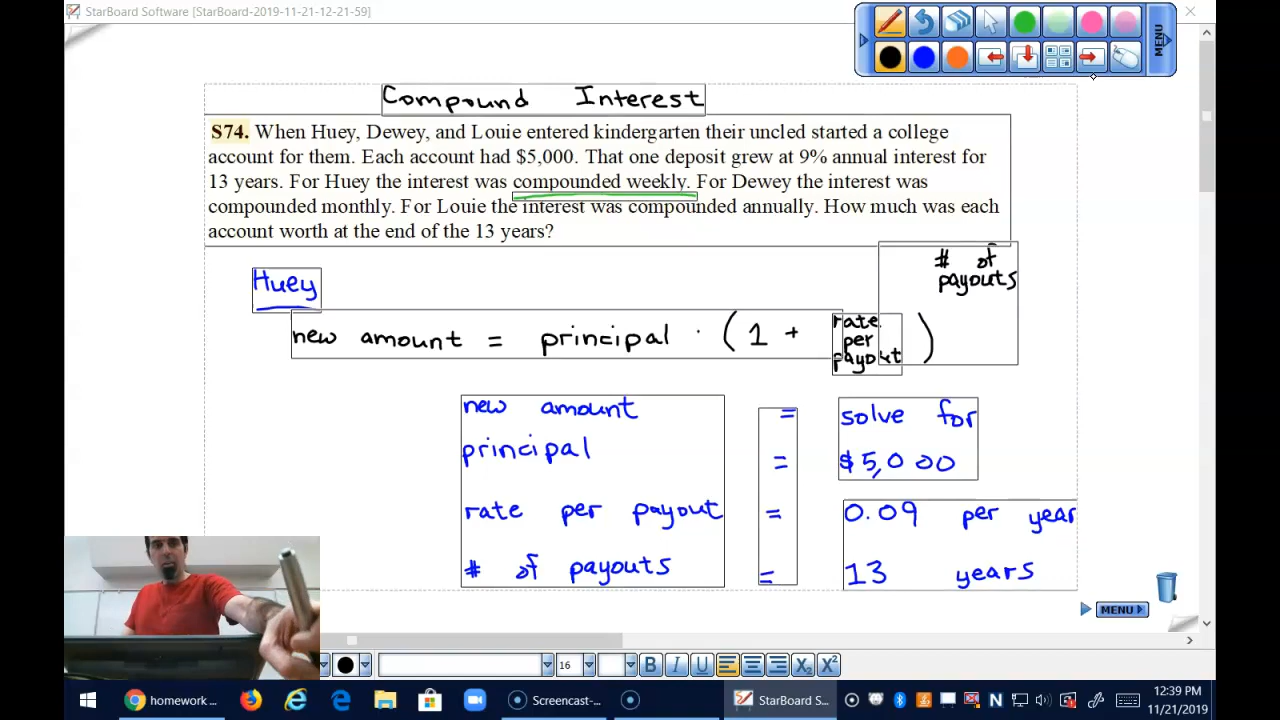 StarBoard Software [StarBoard-2019-11-21-12-21-59]
MENU
Compound Interest
S74. When Huey, Dewey, and Louie entered kindergarten their uncled started a college
account for them. Each account had $5,000. That one deposit grew at 9% annual interest for
13 years. For Huey the interest was compounded weekly. For Dewey the interest was
compounded monthly. For Louie the interest was compounded annually. How much was each
account worth at the end of the 13 years?
Huey
# of
payouts
new amount = principal · ( 1 + rate per payout )
new amount = solve for
principal = $5,000
rate per payout = 0.09 per year
# of payouts = 13 years
MENU
16 B I U X₂ X²
homework ...
Screencast-...
StarBoard S...
12:39 PM
11/21/2019